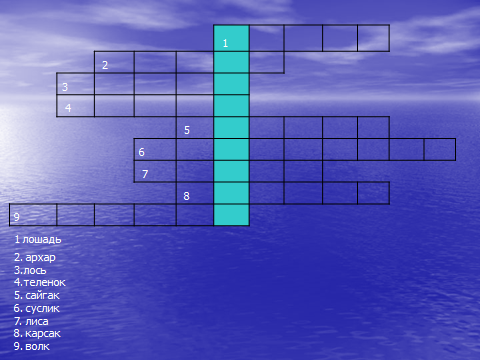 1
2
3
4
5
6
7
8
9
1 лошадь
2. архар
3.лось
4.теленок
5. сайгак
6. суслик
7. лиса
8. карсак
9. волк